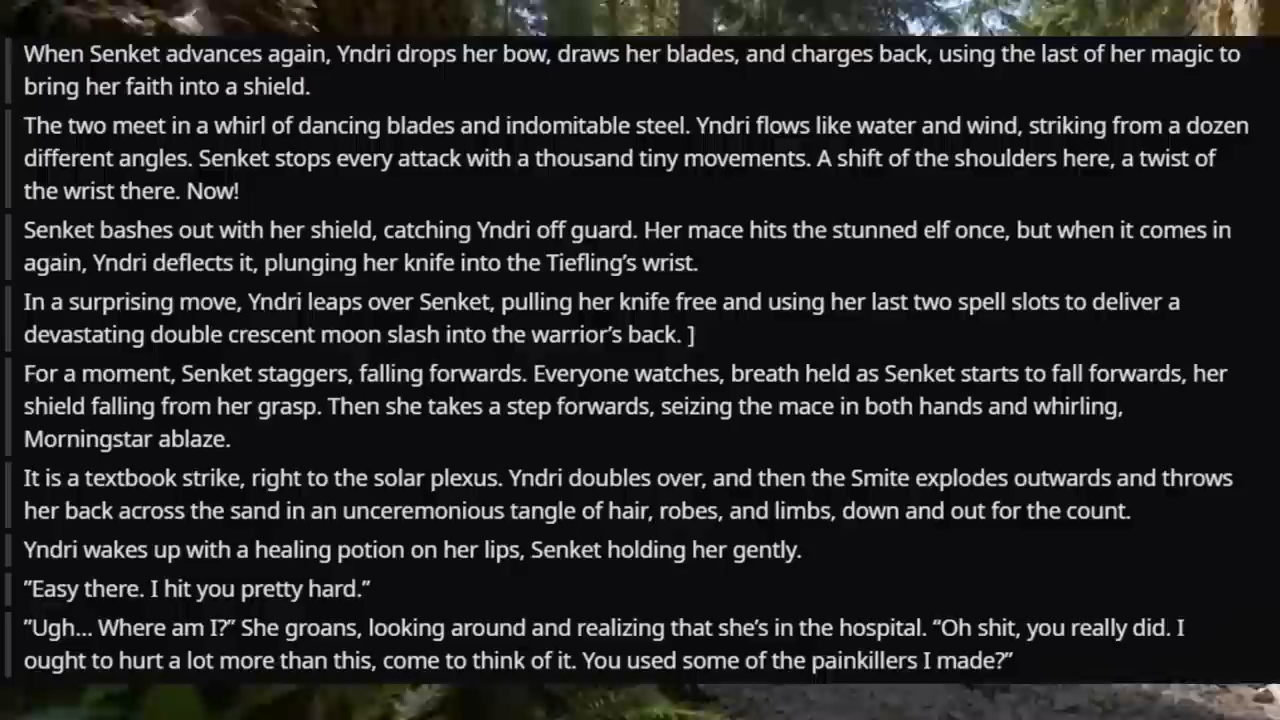 When Senket advances again, Yndri drops her bow, draws her blades, and charges back, using the last of her magic to
bring her faith into a shield.
The two meet in a whirl of dancing blades and indomitable steel. Yndri flows like water and wind, striking from a dozen
different angles. Senket stops every attack with a thousand tiny movements. A shift of the shoulders here, a twist of
the wrist there. Now!
Senket bashes out with her shield, catching Yndri off guard. Her mace hits the stunned elf once, but when it comes in
again, Yndri deflects it, plunging her knife into the Tiefling’s wrist.
In a surprising move, Yndri leaps over Senket, pulling her knife free and using her last two spell slots to deliver a
devastating double crescent moon slash into the warrior’s back. ]
For a moment, Senket staggers, falling forwards. Everyone watches, breath held as Senket starts to fall forwards, her
shield falling from her grasp. Then she takes a step forwards, seizing the mace in both hands and whirling,
Morningstar ablaze.
It is a textbook strike, right to the solar plexus. Yndri doubles over, and then the Smite explodes outwards and throws
her back across the sand in an unceremonious tangle of hair, robes, and limbs, down and out for the count.
Yndri wakes up with a healing potion on her lips, Senket holding her gently.
”Easy there. I hit you pretty hard.”
”Ugh... Where am I?” She groans, looking around and realizing that she’s in the hospital. “Oh shit, you really did. I
ought to hurt a lot more than this, come to think of it. You used some of the painkillers I made?”